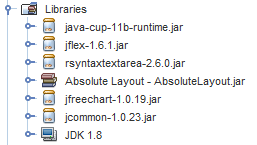 Libraries
java-cup-11b-runtime.jar
jflex-1.6.1.jar
rsyntaxtextarea-2.6.0.jar
Absolute Layout - AbsoluteLayout.jar
jfreechart-1.0.19.jar
jcommon-1.0.23.jar
JDK 1.8